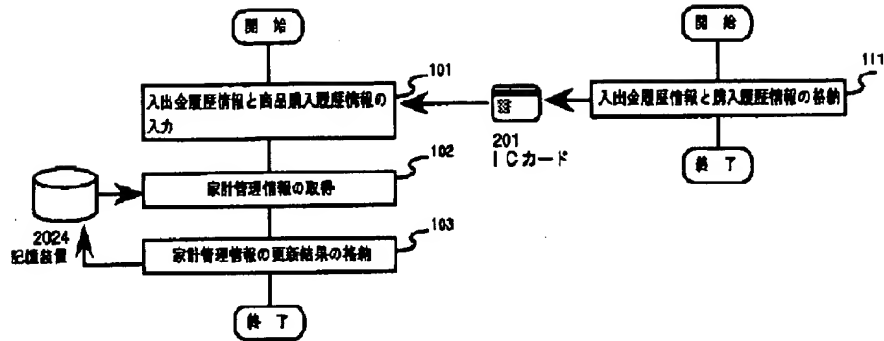 開始
101
入出金履歴情報と商品購入履歴情報の
入力
102
家計管理情報の取得
2024
記憶装置
103
家計管理情報の更新結果の格納
終了
201
ICカード
開始
111
入出金履歴情報と購入履歴情報の格納
終了